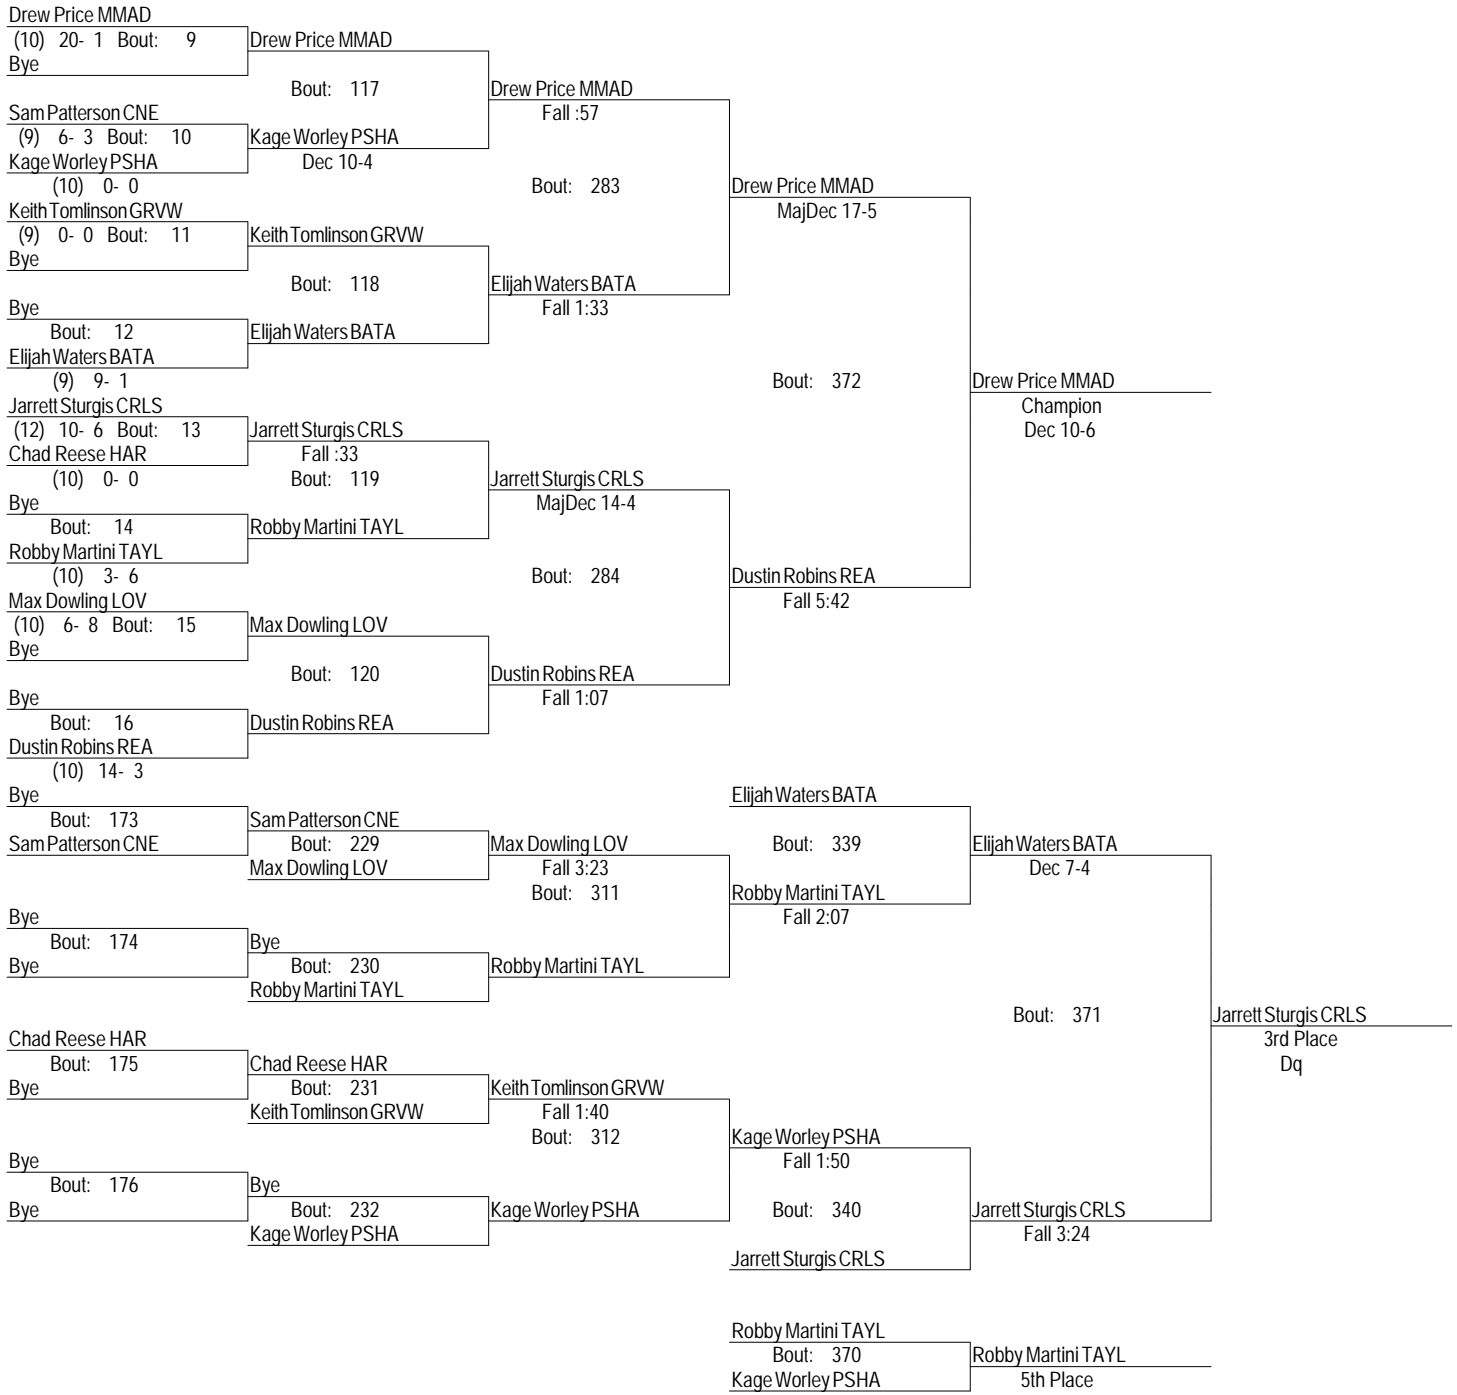 Drew Price MMAD
(10) 20- 1 Bout: 9 Drew Price MMAD
Bye
Bout: 117 Drew Price MMAD
Sam Patterson CNE Fall :57
(9) 6- 3 Bout: 10 Kage Worley PSHA
Kage Worley PSHA Dec 10-4
(10) 0- 0 Bout: 283 Drew Price MMAD
Keith Tomlinson GRVW MajDec 17-5
(9) 0- 0 Bout: 11 Keith Tomlinson GRVW
Bye
Bout: 118 Elijah Waters BATA
Bye Fall 1:33
Bout: 12 Elijah Waters BATA
Elijah Waters BATA
(9) 9- 1 Bout: 372 Drew Price MMAD
Jarrett Sturgis CRLS Champion
(12) 10- 6 Bout: 13 Jarrett Sturgis CRLS Dec 10-6
Chad Reese HAR Fall :33
(10) 0- 0 Bout: 119 Jarrett Sturgis CRLS
Bye MajDec 14-4
Bout: 14 Robby Martini TAYL
Robby Martini TAYL
(10) 3- 6 Bout: 284 Dustin Robins REA
Max Dowling LOV Fall 5:42
(10) 6- 8 Bout: 15 Max Dowling LOV
Bye
Bout: 120 Dustin Robins REA
Bye Fall 1:07
Bout: 16 Dustin Robins REA
Dustin Robins REA
(10) 14- 3
Bye Elijah Waters BATA
Bout: 173 Sam Patterson CNE
Sam Patterson CNE Bout: 229 Max Dowling LOV Bout: 339 Elijah Waters BATA
Max Dowling LOV Fall 3:23 Dec 7-4
Bout: 311 Robby Martini TAYL
Bye Fall 2:07
Bout: 174 Bye
Bye Bout: 230 Robby Martini TAYL
Robby Martini TAYL
Bout: 371 Jarrett Sturgis CRLS
Chad Reese HAR 3rd Place
Bout: 175 Chad Reese HAR Dq
Bye Bout: 231 Keith Tomlinson GRVW
Keith Tomlinson GRVW Fall 1:40
Bout: 312 Kage Worley PSHA
Bye Fall 1:50
Bout: 176 Bye
Bye Bout: 232 Kage Worley PSHA Bout: 340 Jarrett Sturgis CRLS
Kage Worley PSHA Fall 3:24
Jarrett Sturgis CRLS
Robby Martini TAYL
Bout: 370 Robby Martini TAYL
Kage Worley PSHA 5th Place